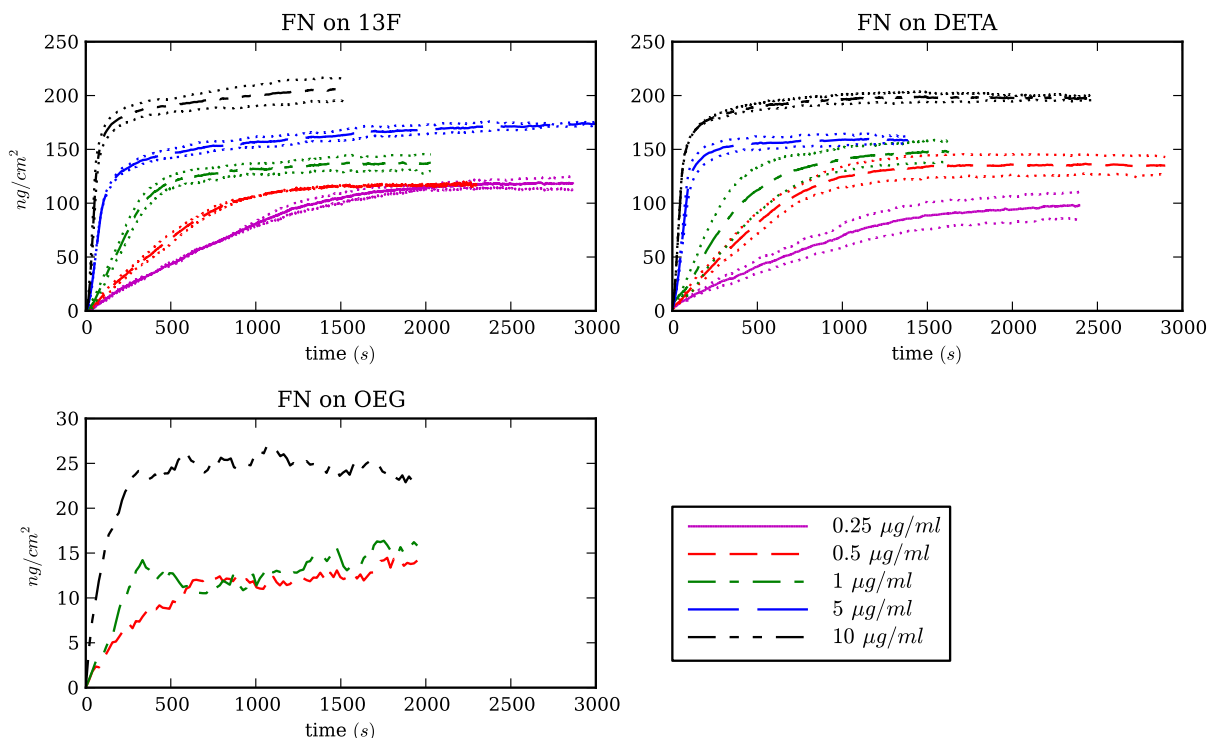 FN on 13F
250
200
150
100
50
0
ng/cm²
0 500 1000 1500 2000 2500 3000
time (s)
FN on DETA
250
200
150
100
50
0
0 500 1000 1500 2000 2500 3000
time (s)
FN on OEG
30
25
20
15
10
5
0
ng/cm²
0 500 1000 1500 2000 2500 3000
time (s)
0.25 μg/ml
0.5 μg/ml
1 μg/ml
5 μg/ml
10 μg/ml